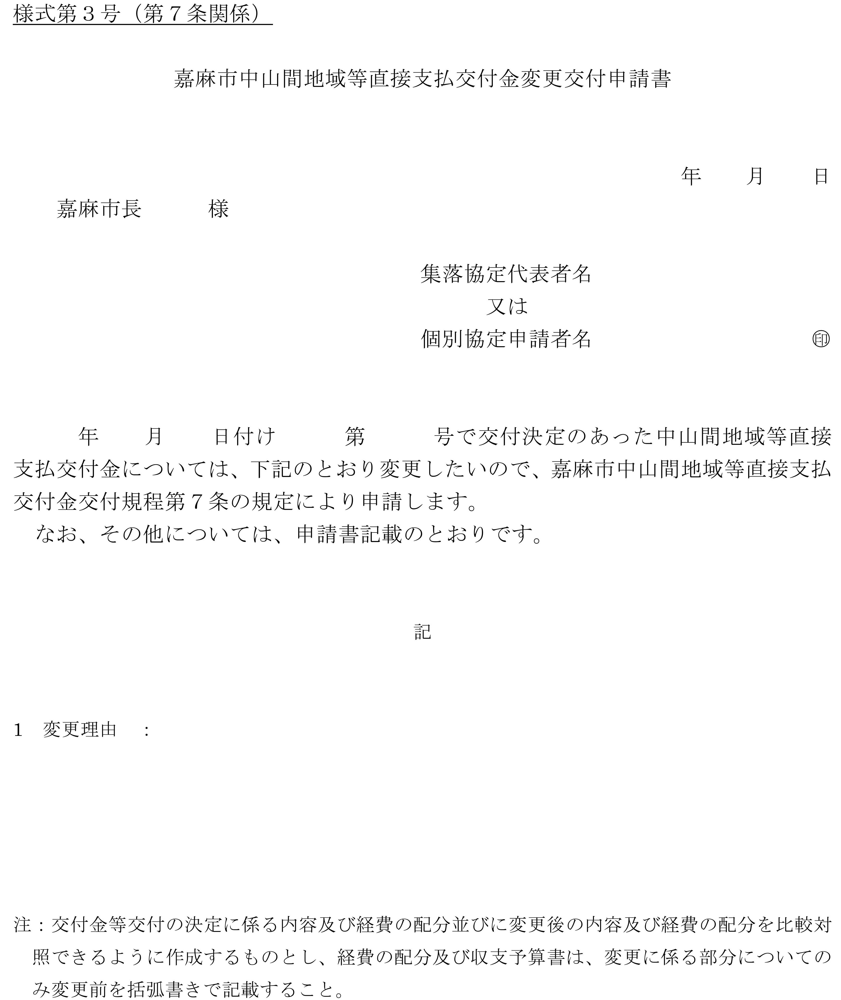 様式第３号（第７条関係）
嘉麻市中山間地域等直接支払交付金変更交付申請書
年　　月　　日
嘉麻市長　　　様
集落協定代表者名
又は
個別協定申請者名　　　　　　　　　　㊞
年　　月　　日付け　　　第　　　号で交付決定のあった中山間地域等直接
支払交付金については、下記のとおり変更したいので、嘉麻市中山間地域等直接支払
交付金交付規程第７条の規定により申請します。
なお、その他については、申請書記載のとおりです。
記
1　変更理由　：
注：交付金等交付の決定に係る内容及び経費の配分並びに変更後の内容及び経費の配分を比較対
照できるように作成するものとし、経費の配分及び収支予算書は、変更に係る部分についての
み変更前を括弧書きで記載すること。